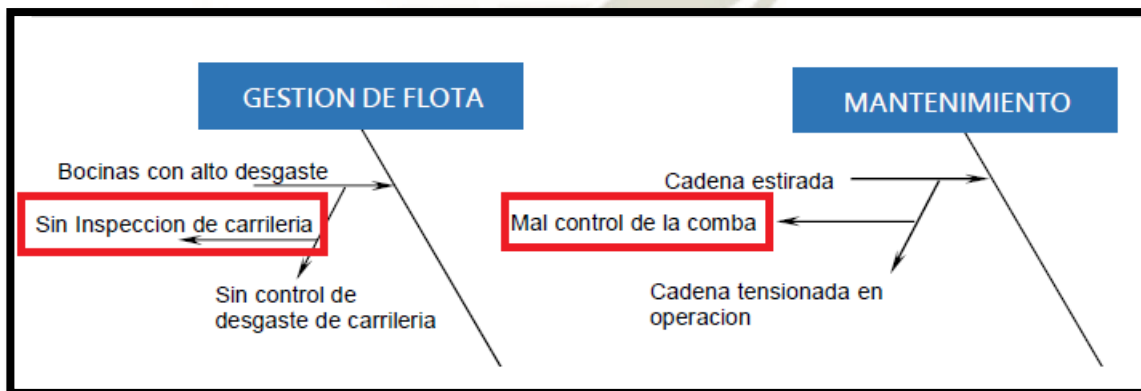 GESTION DE FLOTA
Bocinas con alto desgaste
Sin Inspeccion de carrileria
Sin control de
desgaste de carrileria
MANTENIMIENTO
Cadena estirada
Mal control de la comba
Cadena tensionada en
operacion